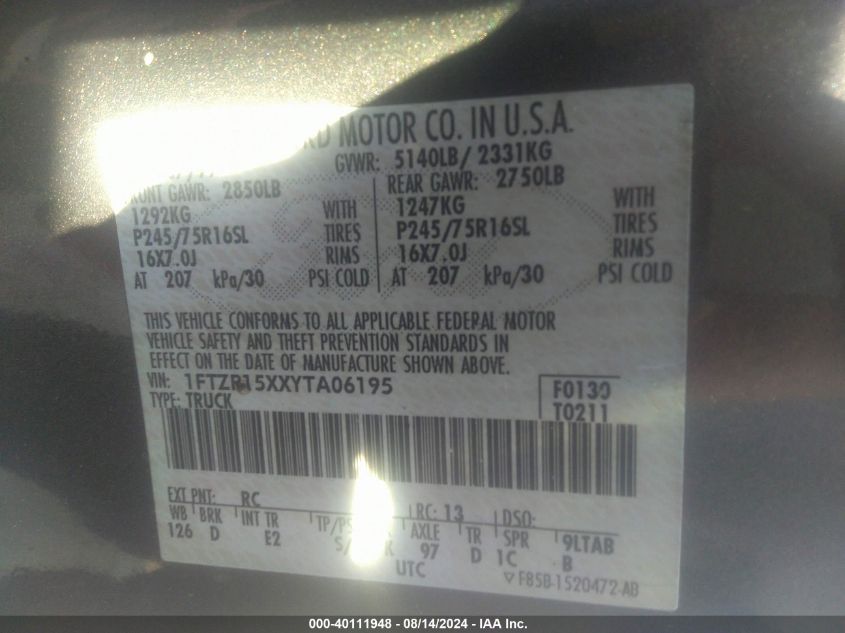 MOTOR CO. IN U.S.A.
GVWR: 5140LB/ 2331KG
FRONT GAWR: 2850LB REAR GAWR: 2750LB
1292KG WITH 1247KG WITH
P245/75R16SL TIRES P245/75R16SL TIRES
16X7.0J RIMS 16X7.0J RIMS
AT 207 kPa/30 PSI COLD AT 207 kPa/30 PSI COLD
THIS VEHICLE CONFORMS TO ALL APPLICABLE FEDERAL MOTOR
VEHICLE SAFETY AND THEFT PREVENTION STANDARDS IN
EFFECT ON THE DATE OF MANUFACTURE SHOWN ABOVE.
VIN: 1FTZR15XXYTA06195 F0130
TYPE: TRUCK T0211
EXT PNT: RC RC: 13 DSO:
WB BRK INT TR TP/PS AXLE TR SPR 9LTAB
126 D E2 97 D 1C B
UTC ▽F85B-1520472-AB
000-40111948 - 08/14/2024 - IAA Inc.